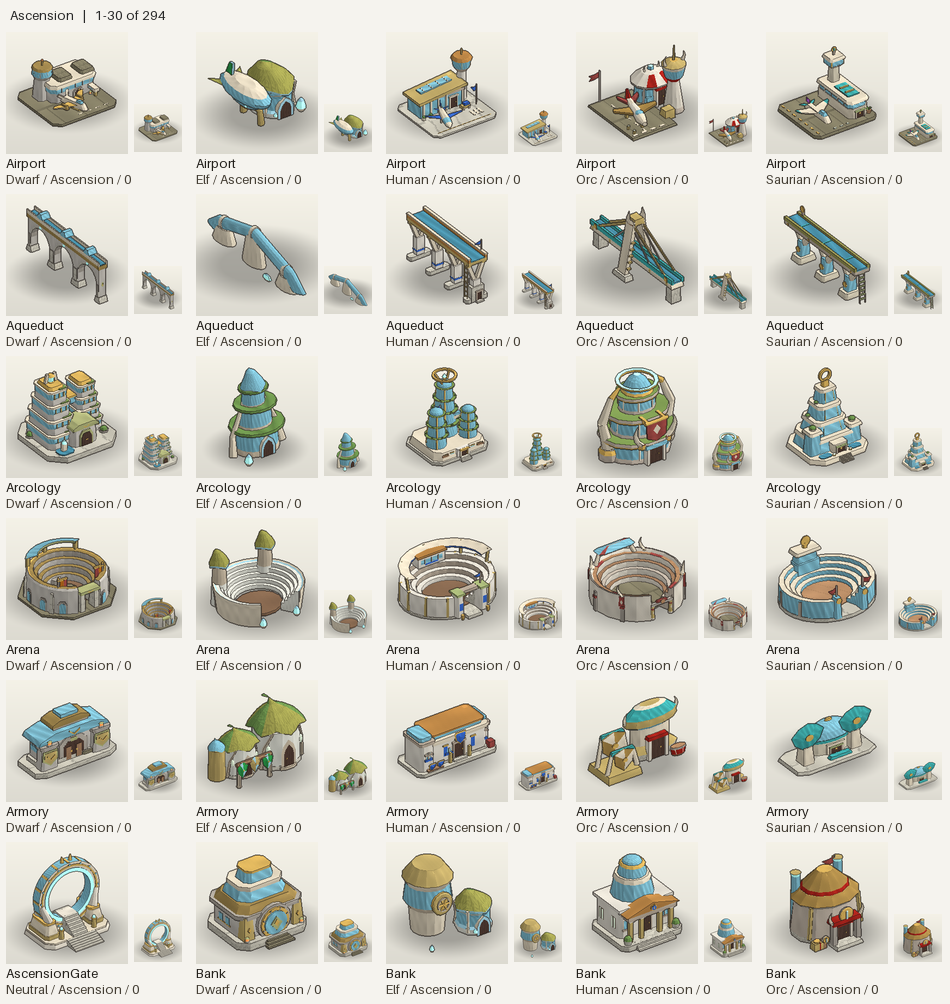 Ascension | 1-30 of 294
Airport
Dwarf / Ascension / 0
Airport
Elf / Ascension / 0
Airport
Human / Ascension / 0
Airport
Orc / Ascension / 0
Airport
Saurian / Ascension / 0
Aqueduct
Dwarf / Ascension / 0
Aqueduct
Elf / Ascension / 0
Aqueduct
Human / Ascension / 0
Aqueduct
Orc / Ascension / 0
Aqueduct
Saurian / Ascension / 0
Arcology
Dwarf / Ascension / 0
Arcology
Elf / Ascension / 0
Arcology
Human / Ascension / 0
Arcology
Orc / Ascension / 0
Arcology
Saurian / Ascension / 0
Arena
Dwarf / Ascension / 0
Arena
Elf / Ascension / 0
Arena
Human / Ascension / 0
Arena
Orc / Ascension / 0
Arena
Saurian / Ascension / 0
Armory
Dwarf / Ascension / 0
Armory
Elf / Ascension / 0
Armory
Human / Ascension / 0
Armory
Orc / Ascension / 0
Armory
Saurian / Ascension / 0
AscensionGate
Neutral / Ascension / 0
Bank
Dwarf / Ascension / 0
Bank
Elf / Ascension / 0
Bank
Human / Ascension / 0
Bank
Orc / Ascension / 0